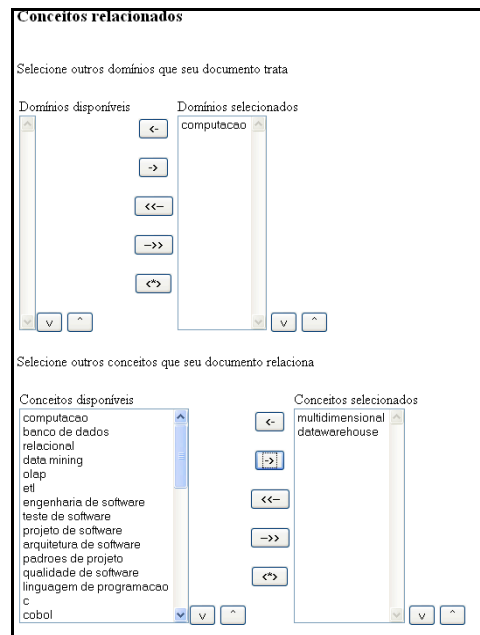 Conceitos relacionados
Selecione outros domínios que seu documento trata
Domínios disponíveis
Domínios selecionados
computacao
<-
->
<<--
-->>
<*>
v ^
v ^
Selecione outros conceitos que seu documento relaciona
Conceitos disponíveis
computacao
banco de dados
relacional
data mining
olap
etl
engenharia de software
teste de software
projeto de software
arquitetura de software
padroes de projeto
qualidade de software
linguagem de programacao
c
cobol
v ^
<-
->
<<--
-->>
<*>
Conceitos selecionados
multidimensional
datawarehouse
v ^